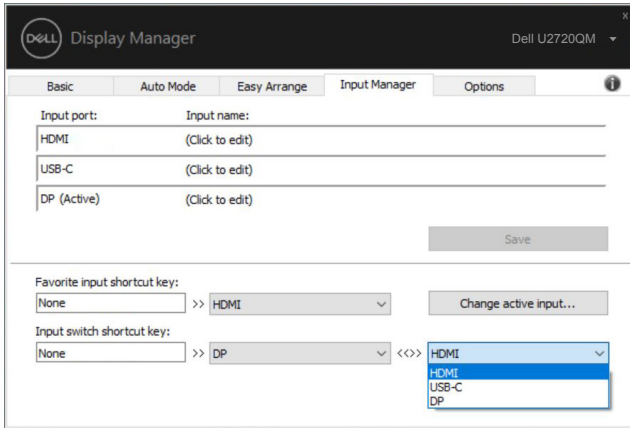 x
DELL Display Manager Dell U2720QM
Basic Auto Mode Easy Arrange Input Manager Options i
Input port: Input name:
HDMI (Click to edit)
USB-C (Click to edit)
DP (Active) (Click to edit)
Save
Favorite input shortcut key:
None >> HDMI Change active input...
Input switch shortcut key:
None >> DP <<>> HDMI
HDMI
USB-C
DP